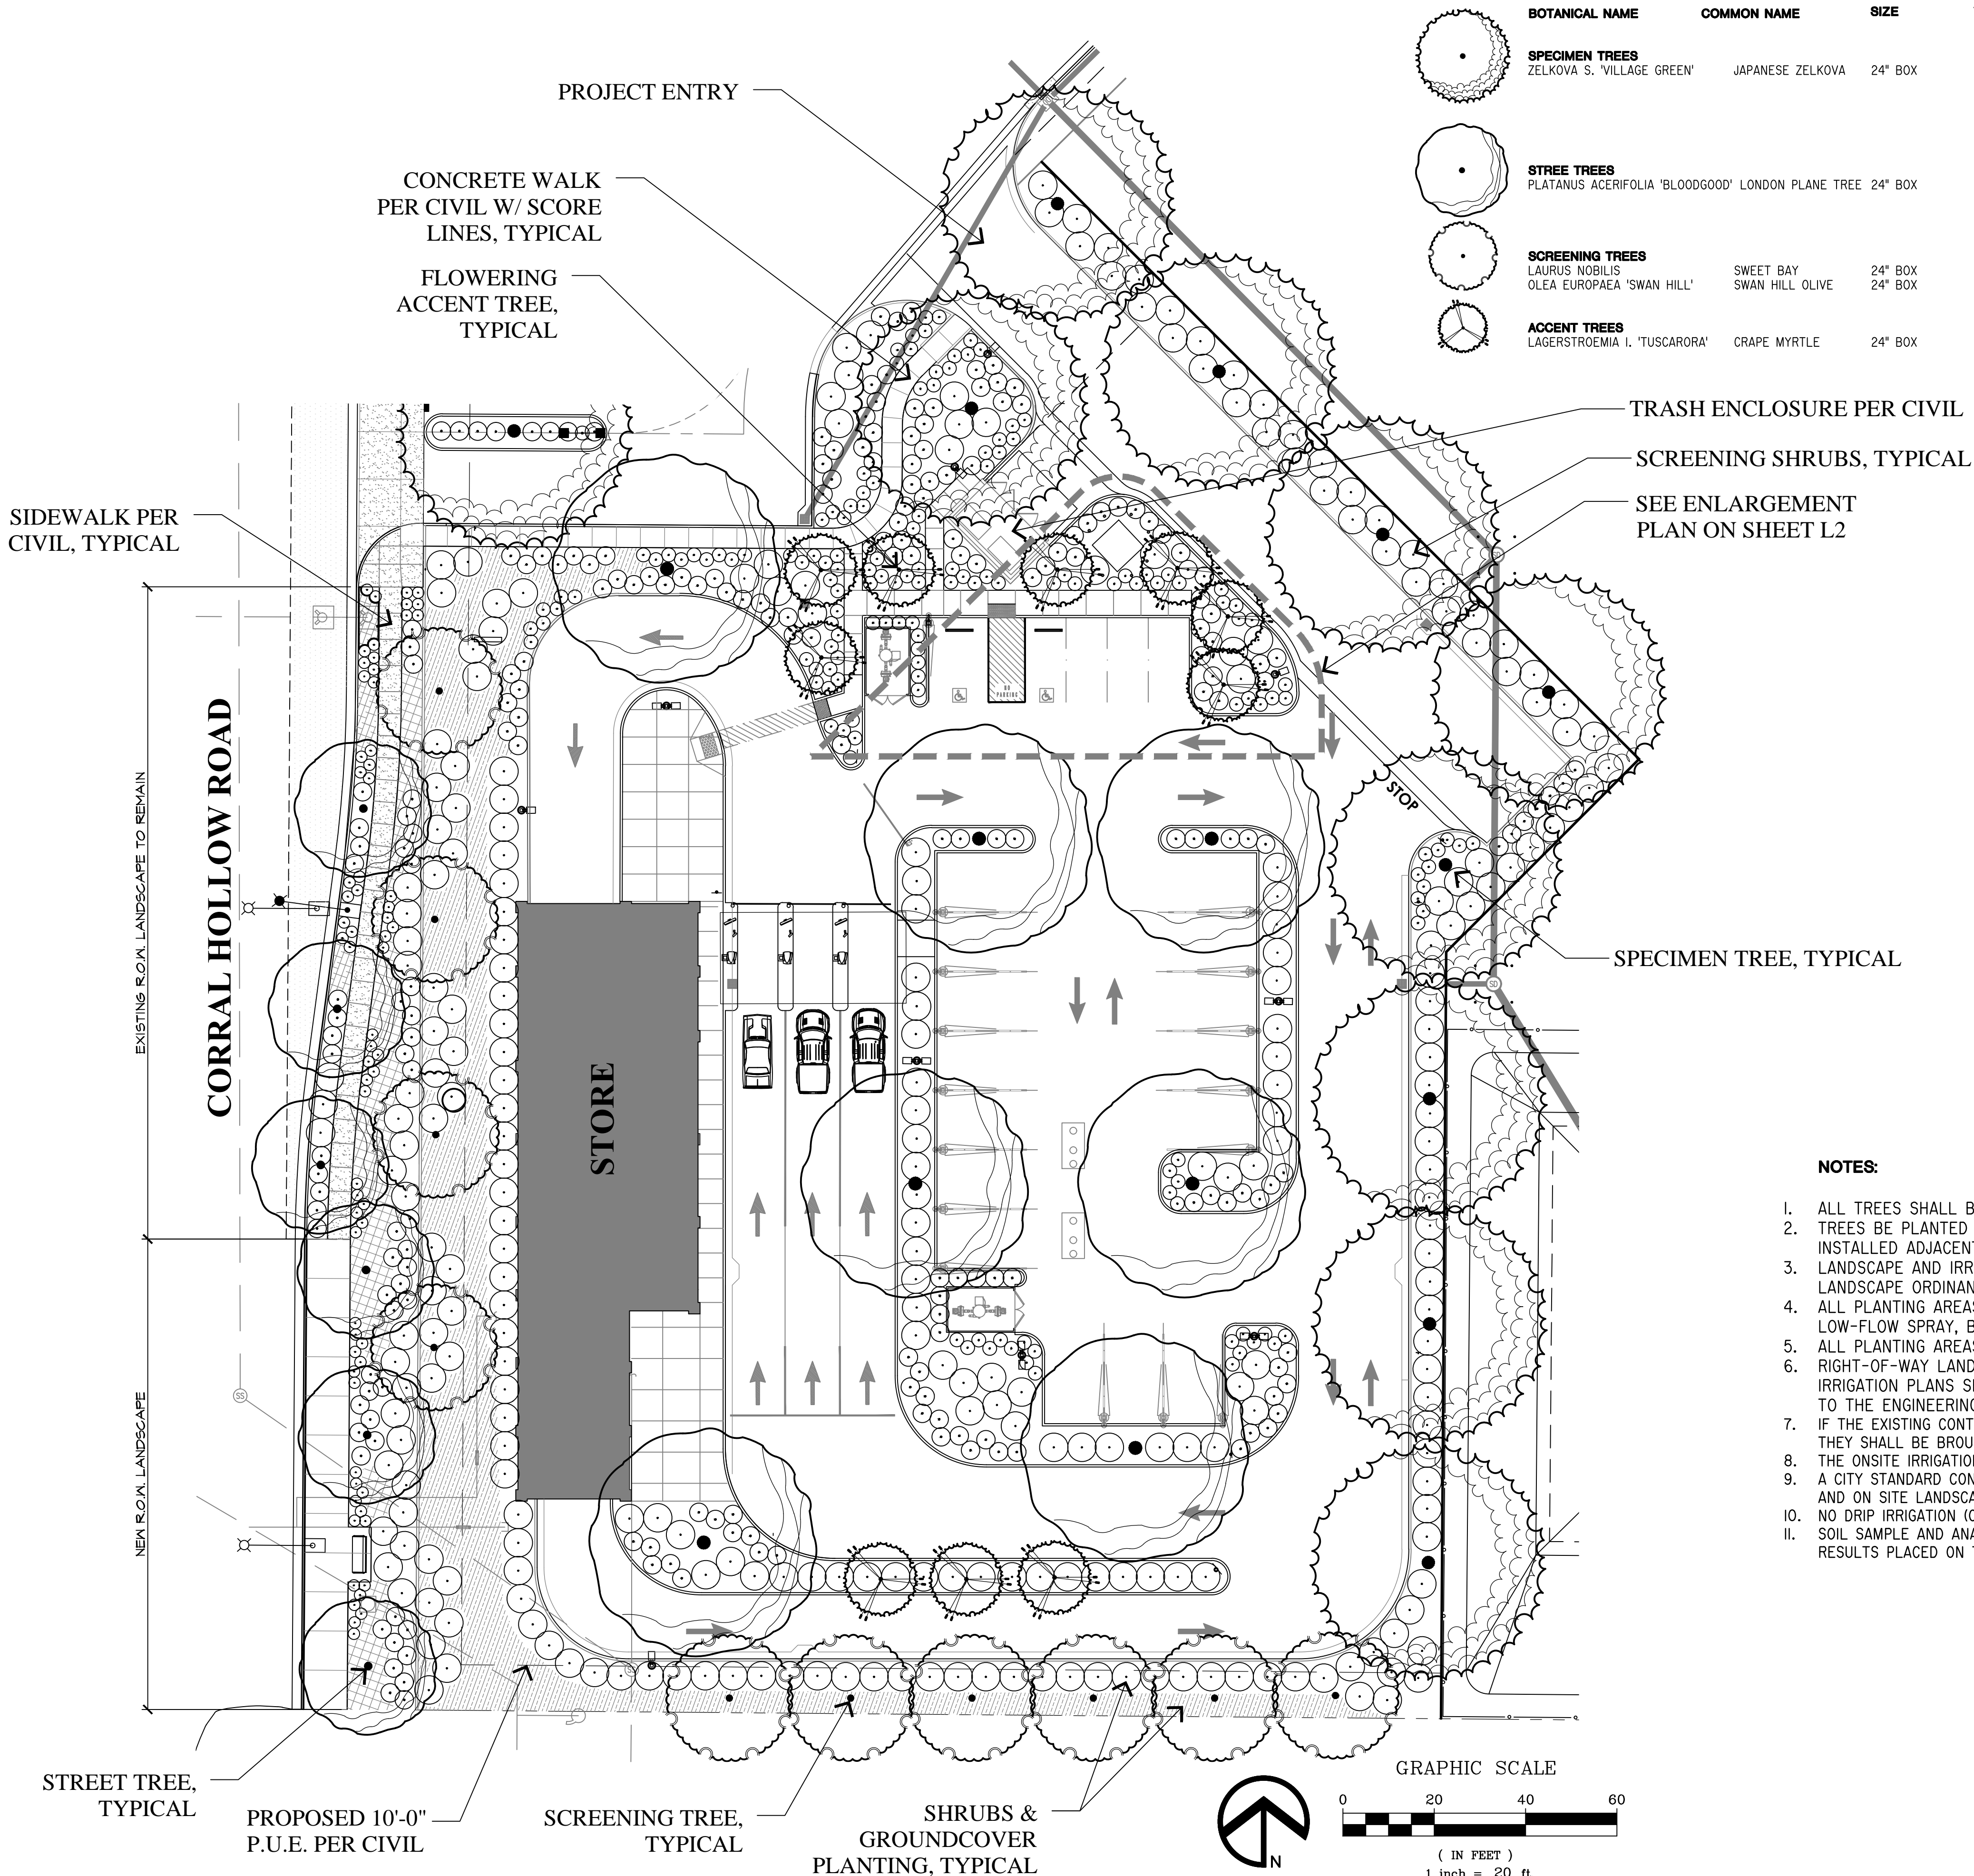 BOTANICAL NAME COMMON NAME SIZE
SPECIMEN TREES
ZELKOVA S. 'VILLAGE GREEN' JAPANESE ZELKOVA 24" BOX
STREE TREES
PLATANUS ACERIFOLIA 'BLOODGOOD' LONDON PLANE TREE 24" BOX
SCREENING TREES
LAURUS NOBILIS SWEET BAY 24" BOX
OLEA EUROPAEA 'SWAN HILL' SWAN HILL OLIVE 24" BOX
ACCENT TREES
LAGERSTROEMIA I. 'TUSCARORA' CRAPE MYRTLE 24" BOX
PROJECT ENTRY
CONCRETE WALK
PER CIVIL W/ SCORE
LINES, TYPICAL
FLOWERING
ACCENT TREE,
TYPICAL
SIDEWALK PER
CIVIL, TYPICAL
TRASH ENCLOSURE PER CIVIL
SCREENING SHRUBS, TYPICAL
SEE ENLARGEMENT
PLAN ON SHEET L2
SPECIMEN TREE, TYPICAL
EXISTING R.O.W. LANDSCAPE TO REMAIN
NEW R.O.W. LANDSCAPE
CORRAL HOLLOW ROAD
STORE
NO
PARKING
STOP
SD
SS
NOTES:
1. ALL TREES SHALL B
2. TREES BE PLANTED
INSTALLED ADJACENT
3. LANDSCAPE AND IRR
LANDSCAPE ORDINAN
4. ALL PLANTING AREAS
LOW-FLOW SPRAY, B
5. ALL PLANTING AREAS
6. RIGHT-OF-WAY LAND
IRRIGATION PLANS S
TO THE ENGINEERING
7. IF THE EXISTING CONT
THEY SHALL BE BROU
8. THE ONSITE IRRIGATION
9. A CITY STANDARD CON
AND ON SITE LANDSCA
10. NO DRIP IRRIGATION (
11. SOIL SAMPLE AND ANA
RESULTS PLACED ON
STREET TREE,
TYPICAL
PROPOSED 10'-0"
P.U.E. PER CIVIL
SCREENING TREE,
TYPICAL
SHRUBS &
GROUNDCOVER
PLANTING, TYPICAL
N
GRAPHIC SCALE
0 20 40 60
( IN FEET )
1 inch = 20 ft.